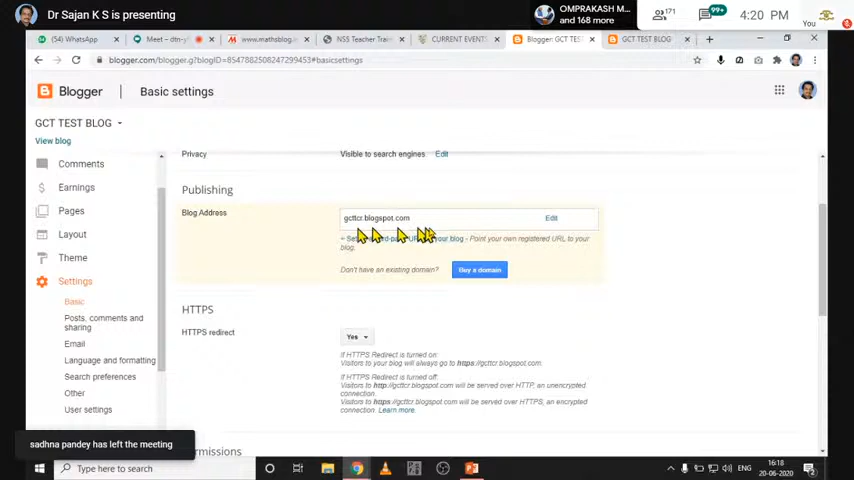 Dr Sajan K S is presenting
OMPRAKASH M...
and 168 more
171
99+
4:20 PM
You
(54) WhatsApp
Meet – dtn-
www.mathsblog.i
NSS Teacher Train
CURRENT EVENT
Blogger: GCT TE
GCT TEST BLOG
blogger.com/blogger.g?blogID=8547882508247299453#basicsettings
Blogger
Basic settings
GCT TEST BLOG
View blog
Comments
Earnings
Pages
Layout
Theme
Settings
Basic
Posts, comments and
sharing
Email
Language and formatting
Search preferences
Other
User settings
Privacy
Visible to search engines
Edit
Publishing
Blog Address
gcttcr.blogspot.com
Edit
your blog - Point your own registered URL to your
blog.
Don't have an existing domain?
Buy a domain
HTTPS
HTTPS redirect
Yes
If HTTPS Redirect is turned on:
Visitors to your blog will always go to https://gcttcr.blogspot.com.
If HTTPS Redirect is turned off:
Visitors to http://gcttcr.blogspot.com will be served over HTTP, an unencrypted
connection.
Visitors to https://gcttcr.blogspot.com will be served over HTTPS, an encrypted
connection. Learn more.
ermissions
sadhna pandey has left the meeting
Type here to search
ENG
16:18
20-06-2020
2